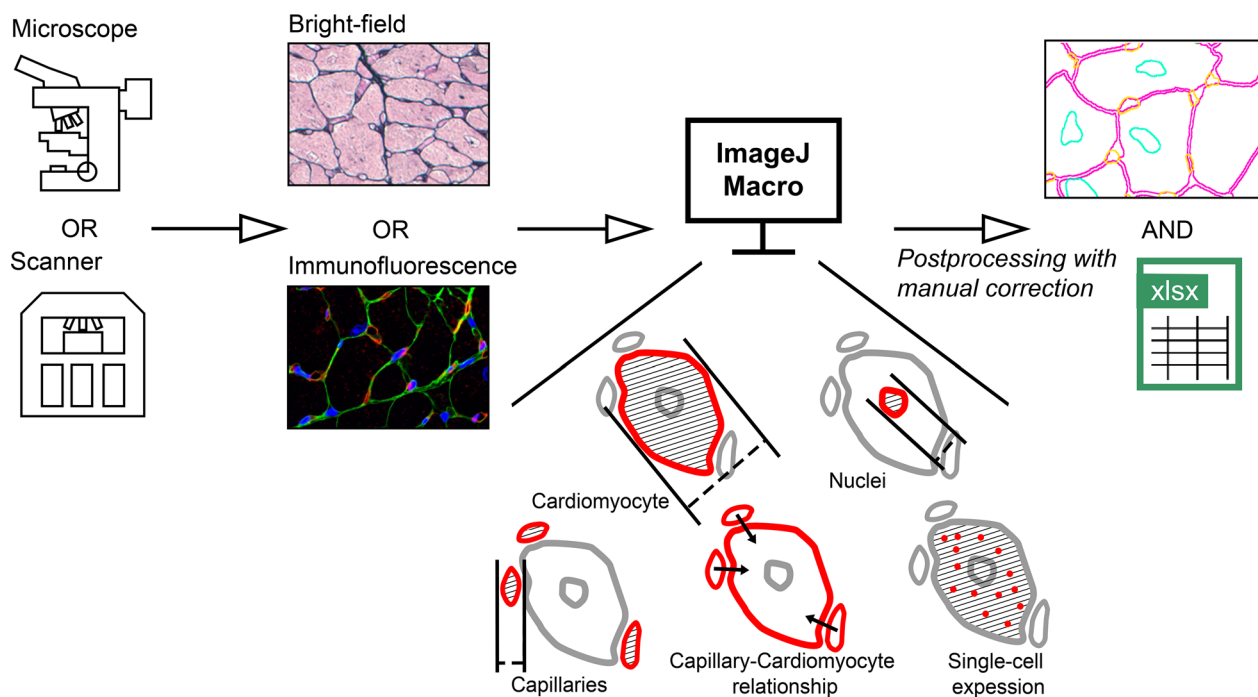 Microscope
OR
Scanner
Bright-field
OR
Immunofluorescence
ImageJ
Macro
Postprocessing with
manual correction
AND
xlsx
Cardiomyocyte
Nuclei
Capillaries
Capillary-Cardiomyocyte
relationship
Single-cell
expession